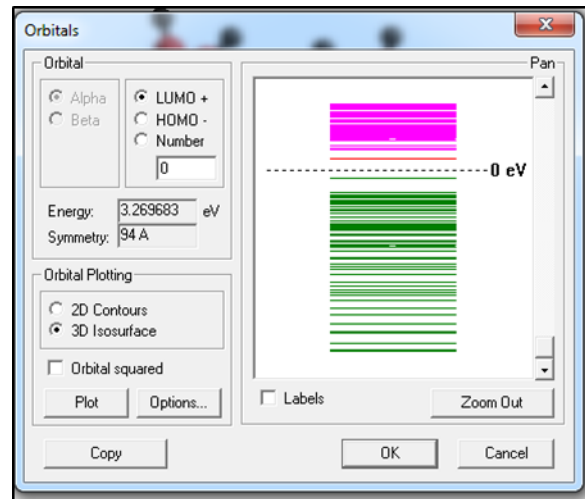 Orbitals
Orbital
Alpha
Beta
LUMO +
HOMO -
Number
0
Energy: 3.269683 eV
Symmetry: 94 A
Orbital Plotting
2D Contours
3D Isosurface
Orbital squared
Plot Options...
Pan
0 eV
Labels Zoom Out
Copy OK Cancel